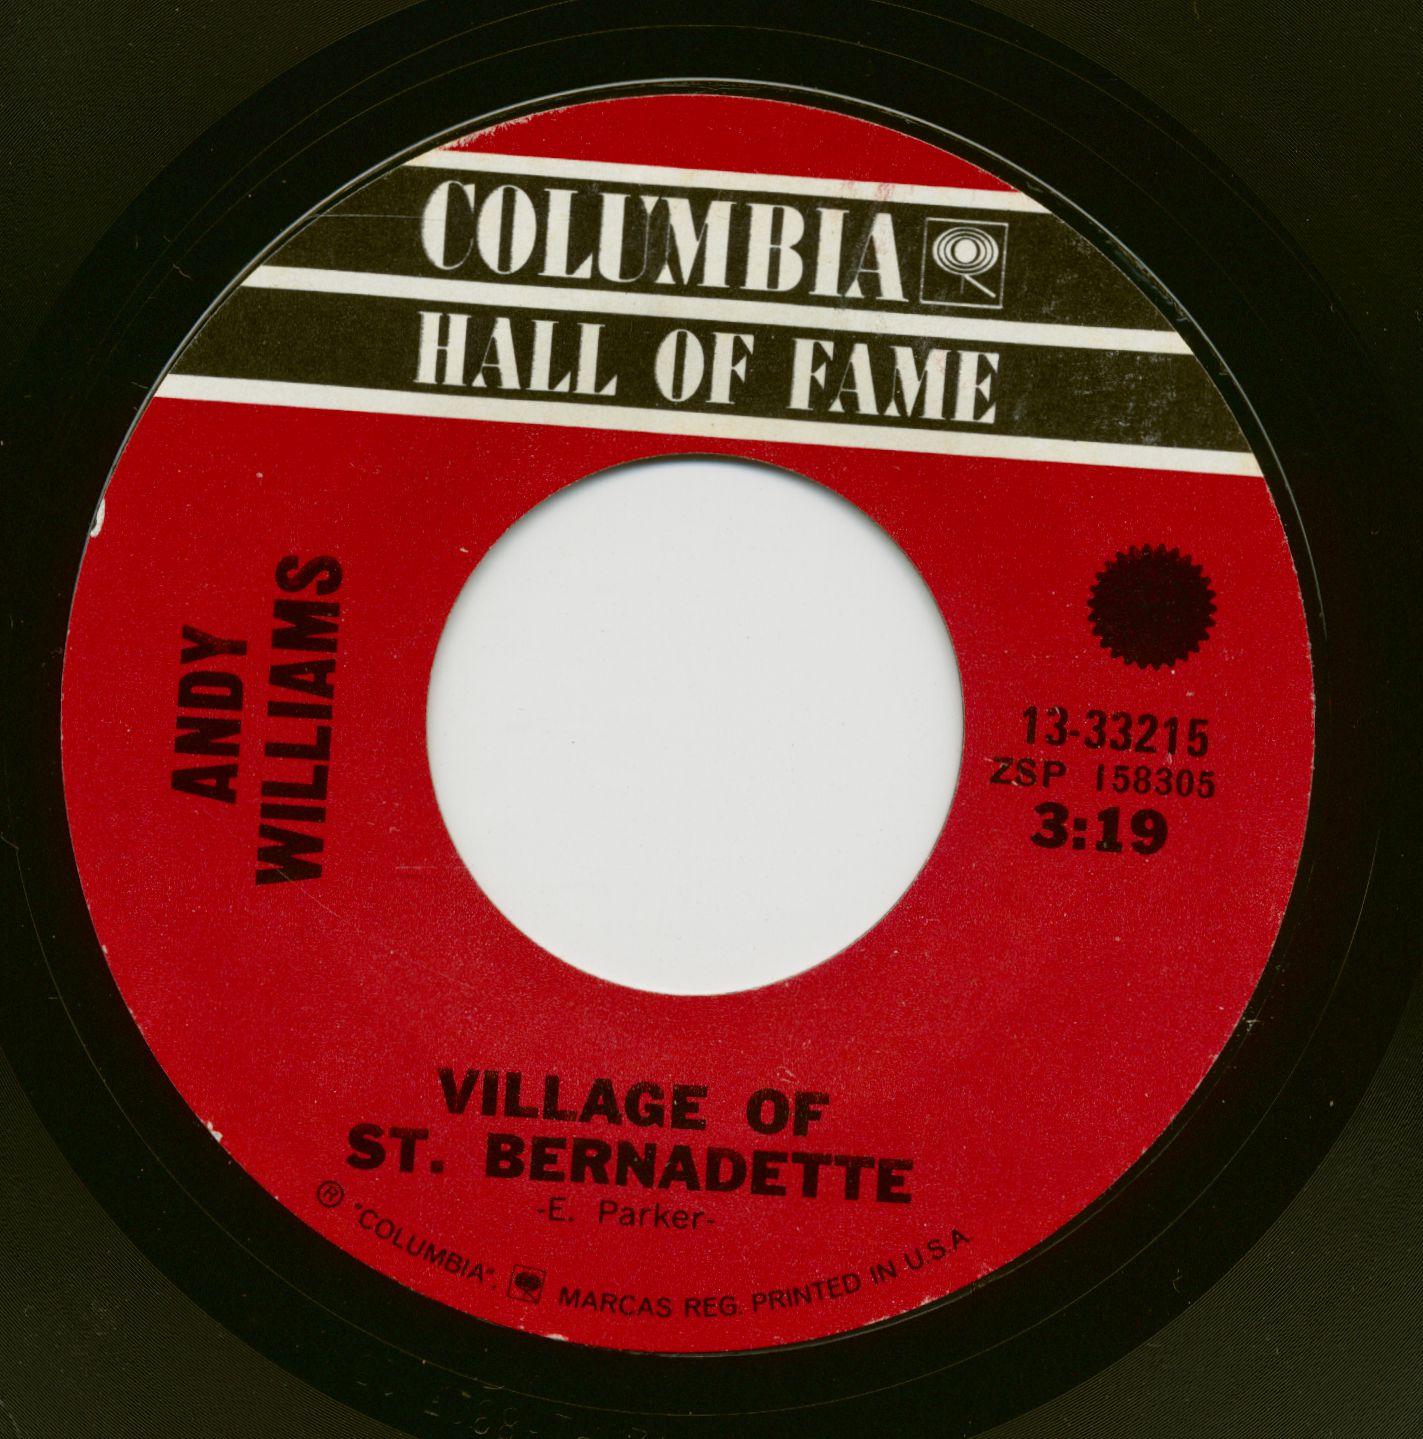 COLUMBIA
HALL OF FAME
ANDY
WILLIAMS
13-33215
ZSP 158305
3:19
VILLAGE OF
ST. BERNADETTE
-E. Parker-
® "COLUMBIA", MARCAS REG. PRINTED IN U.S.A.